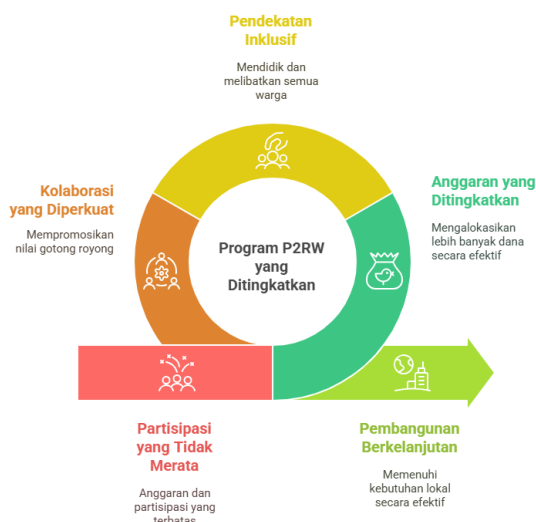 Pendekatan
Inklusif
Mendidik dan
melibatkan semua
warga
Kolaborasi
yang Diperkuat
Mempromosikan
nilai gotong royong
Anggaran yang
Ditingkatkan
Mengalokasikan
lebih banyak dana
secara efektif
Program P2RW
yang
Ditingkatkan
Partisipasi
yang Tidak
Merata
Anggaran dan
partisipasi yang
terbatas
Pembangunan
Berkelanjutan
Memenuhi
kebutuhan lokal
secara efektif